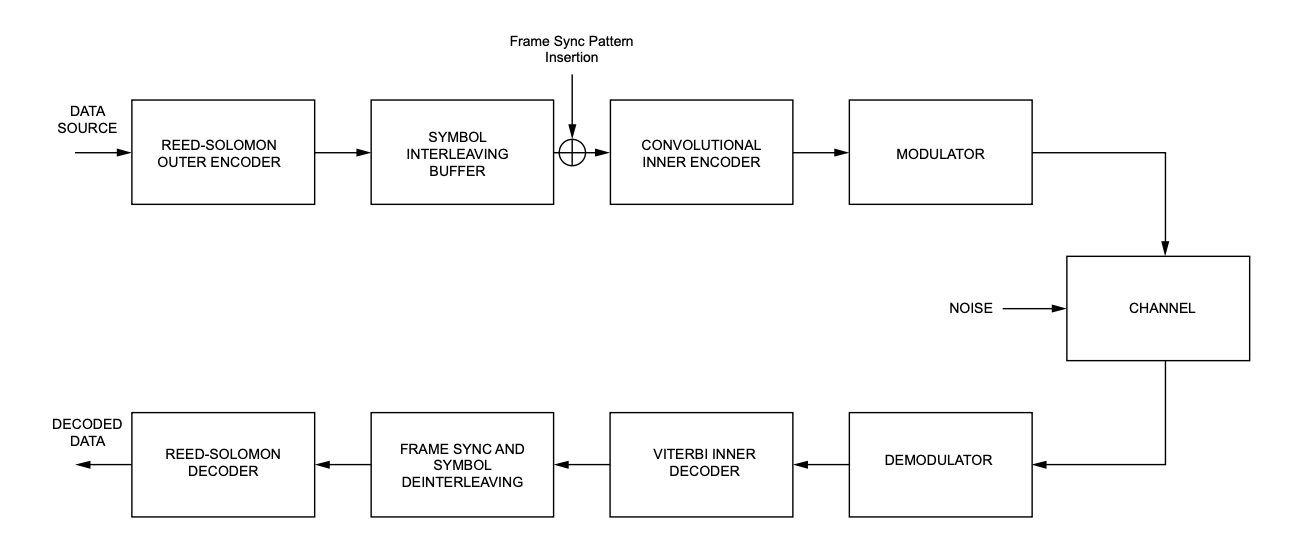 Frame Sync Pattern
Insertion
DATA
SOURCE
REED-SOLOMON
OUTER ENCODER
SYMBOL
INTERLEAVING
BUFFER
CONVOLUTIONAL
INNER ENCODER
MODULATOR
NOISE
CHANNEL
DECODED
DATA
REED-SOLOMON
DECODER
FRAME SYNC AND
SYMBOL
DEINTERLEAVING
VITERBI INNER
DECODER
DEMODULATOR